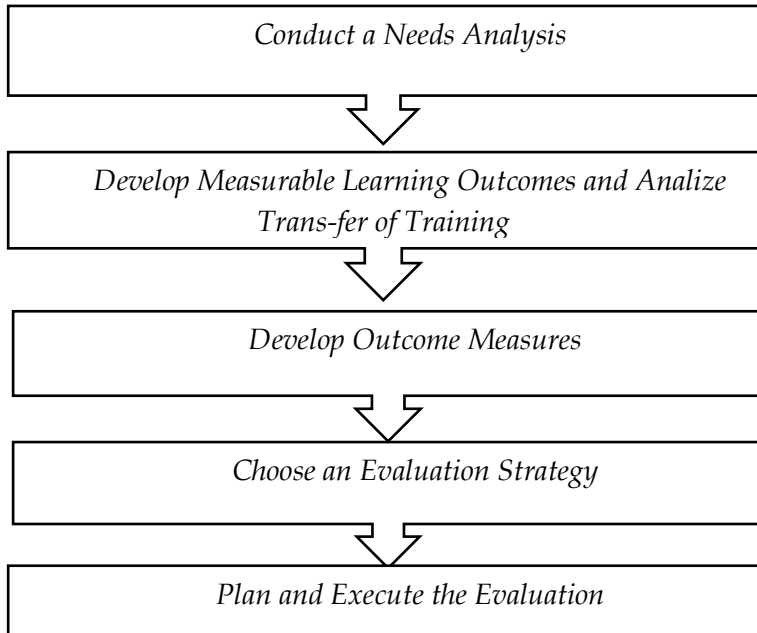 Conduct a Needs Analysis
Develop Measurable Learning Outcomes and Analize
Trans-fer of Training
Develop Outcome Measures
Choose an Evaluation Strategy
Plan and Execute the Evaluation